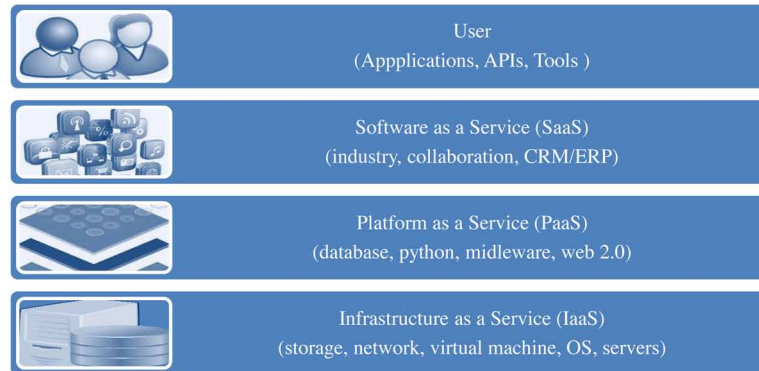 User
(Appplications, APIs, Tools )
Software as a Service (SaaS)
(industry, collaboration, CRM/ERP)
Platform as a Service (PaaS)
(database, python, midleware, web 2.0)
Infrastructure as a Service (IaaS)
(storage, network, virtual machine, OS, servers)